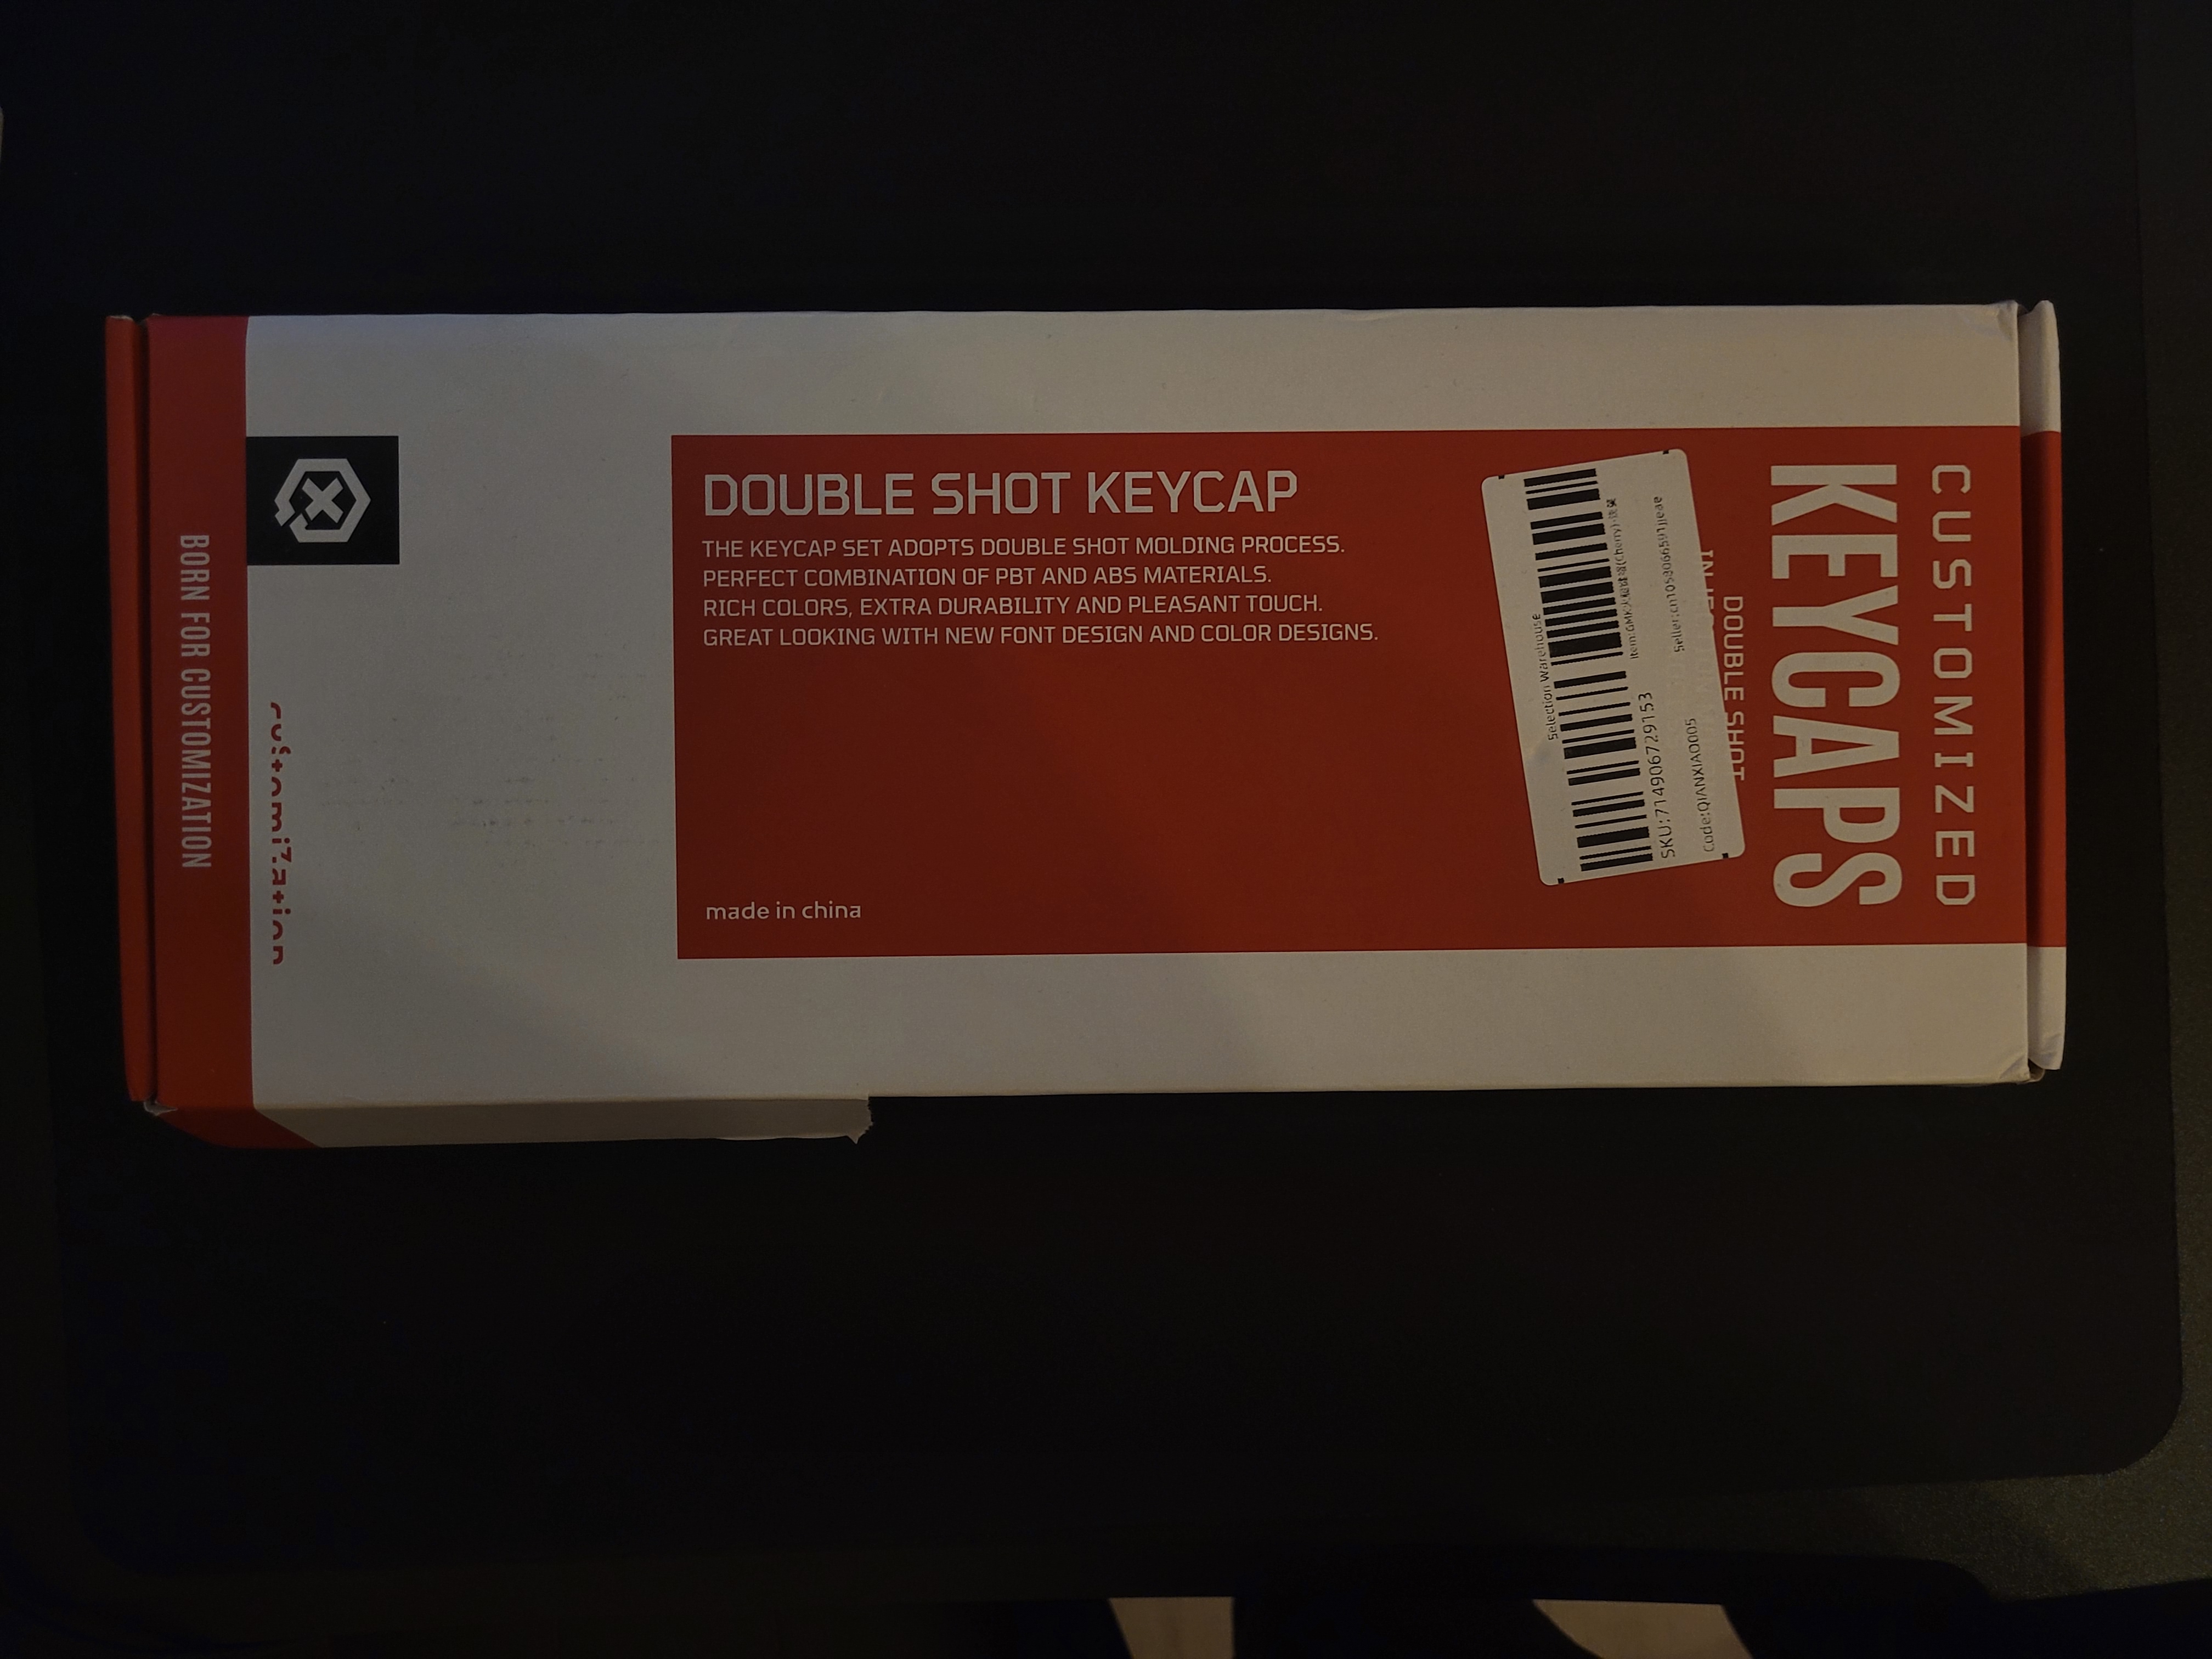 BORN FOR CUSTOMIZATION
DOUBLE SHOT KEYCAP
THE KEYCAP SET ADOPTS DOUBLE SHOT MOLDING PROCESS.
PERFECT COMBINATION OF PBT AND ABS MATERIALS.
RICH COLORS, EXTRA DURABILITY AND PLEASANT TOUCH.
GREAT LOOKING WITH NEW FONT DESIGN AND COLOR DESIGNS.
made in china
Selection Warehouse
SKU:714906729153
Code:QIANXIAO005
CUSTOMIZED
KEYCAPS
DOUBLE SHOT